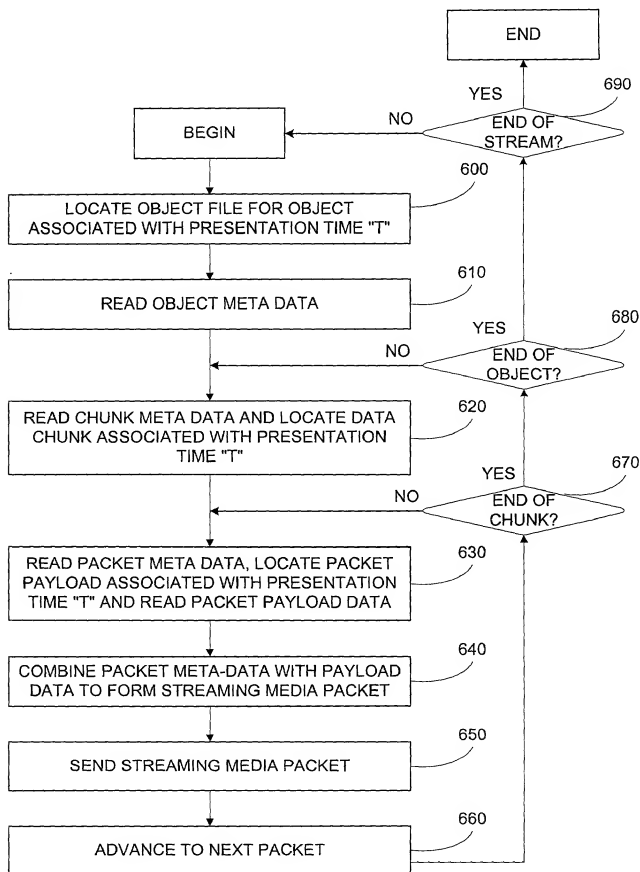 END
YES
690
NO
END OF
STREAM?
BEGIN
600
LOCATE OBJECT FILE FOR OBJECT
ASSOCIATED WITH PRESENTATION TIME "T"
610
READ OBJECT META DATA
YES
680
NO
END OF
OBJECT?
620
READ CHUNK META DATA AND LOCATE DATA
CHUNK ASSOCIATED WITH PRESENTATION
TIME "T"
YES
670
NO
END OF
CHUNK?
630
READ PACKET META DATA, LOCATE PACKET
PAYLOAD ASSOCIATED WITH PRESENTATION
TIME "T" AND READ PACKET PAYLOAD DATA
640
COMBINE PACKET META-DATA WITH PAYLOAD
DATA TO FORM STREAMING MEDIA PACKET
650
SEND STREAMING MEDIA PACKET
660
ADVANCE TO NEXT PACKET